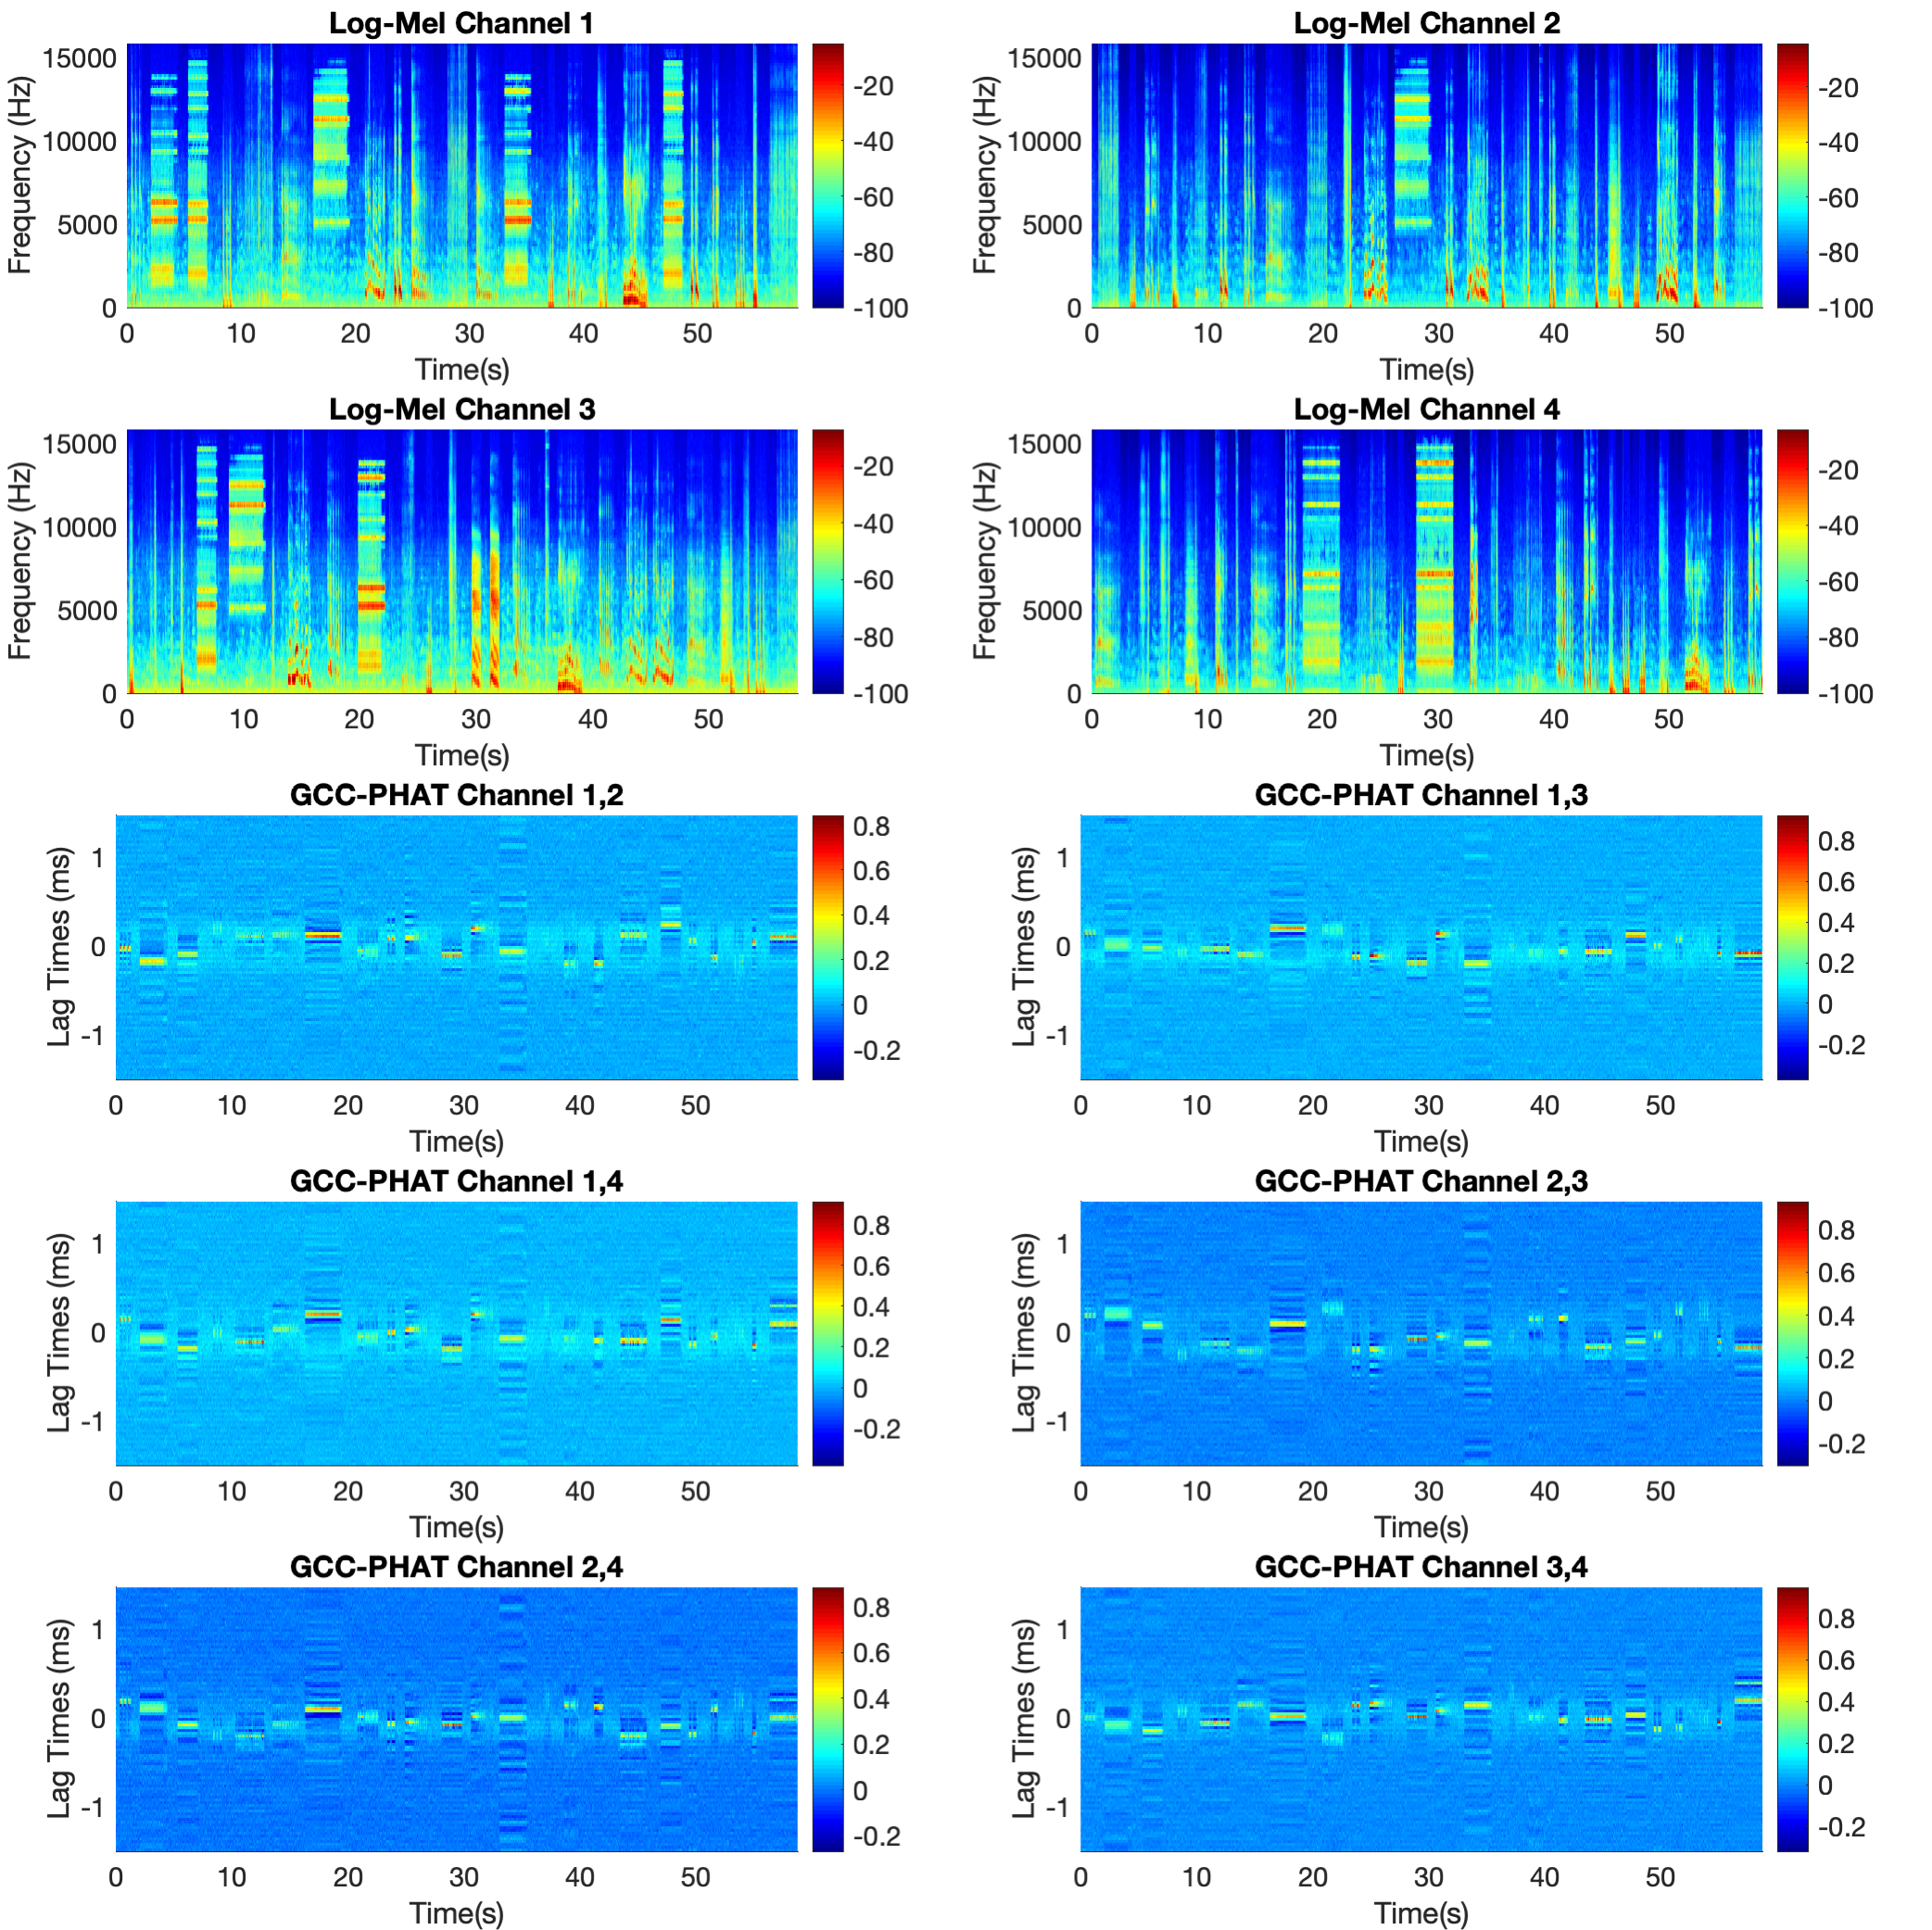 Log-Mel Channel 1
Frequency (Hz)
15000
10000
5000
0
0 10 20 30 40 50
Time(s)
-20
-40
-60
-80
-100
Log-Mel Channel 2
Frequency (Hz)
15000
10000
5000
0
0 10 20 30 40 50
Time(s)
-20
-40
-60
-80
-100
Log-Mel Channel 3
Frequency (Hz)
15000
10000
5000
0
0 10 20 30 40 50
Time(s)
-20
-40
-60
-80
-100
Log-Mel Channel 4
Frequency (Hz)
15000
10000
5000
0
0 10 20 30 40 50
Time(s)
-20
-40
-60
-80
-100
GCC-PHAT Channel 1,2
Lag Times (ms)
1
0
-1
0 10 20 30 40 50
Time(s)
0.8
0.6
0.4
0.2
0
-0.2
GCC-PHAT Channel 1,3
Lag Times (ms)
1
0
-1
0 10 20 30 40 50
Time(s)
0.8
0.6
0.4
0.2
0
-0.2
GCC-PHAT Channel 1,4
Lag Times (ms)
1
0
-1
0 10 20 30 40 50
Time(s)
0.8
0.6
0.4
0.2
0
-0.2
GCC-PHAT Channel 2,3
Lag Times (ms)
1
0
-1
0 10 20 30 40 50
Time(s)
0.8
0.6
0.4
0.2
0
-0.2
GCC-PHAT Channel 2,4
Lag Times (ms)
1
0
-1
0 10 20 30 40 50
Time(s)
0.8
0.6
0.4
0.2
0
-0.2
GCC-PHAT Channel 3,4
Lag Times (ms)
1
0
-1
0 10 20 30 40 50
Time(s)
0.8
0.6
0.4
0.2
0
-0.2